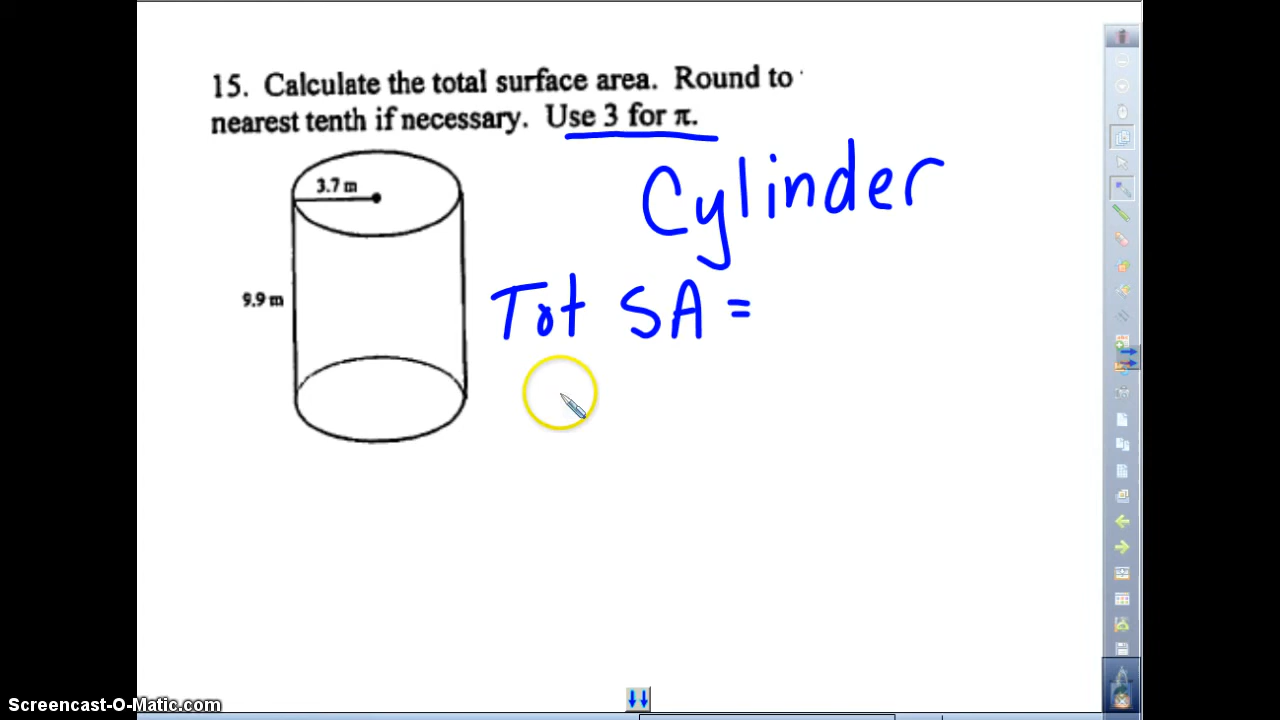 15. Calculate the total surface area. Round to
nearest tenth if necessary. Use 3 for π.
3.7 m
Cylinder
9.9 m
Tot SA =
Screencast-O-Matic.com